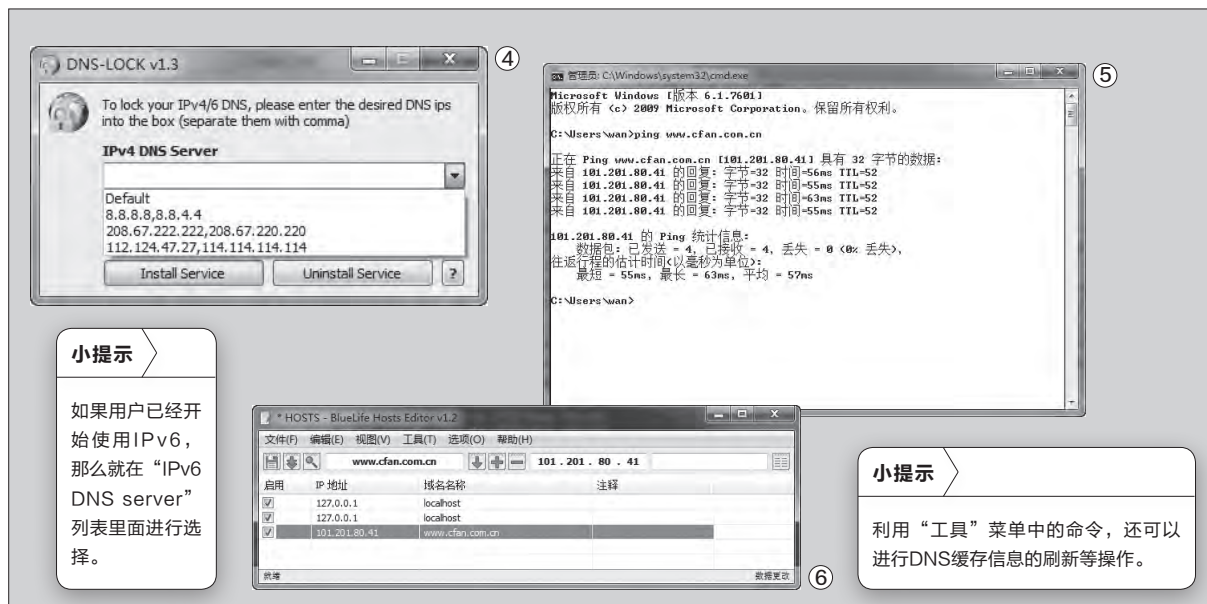 DNS-LOCK v1.3
④
To lock your IPv4/6 DNS, please enter the desired DNS ips
into the box (separate them with comma)
IPv4 DNS Server
Default
8.8.8.8,8.8.4.4
208.67.222.222,208.67.220.220
112.124.47.27,114.114.114.114
Install Service
Uninstall Service
?
管理员: C:\Windows\system32\cmd.exe
⑤
Microsoft Windows [版本 6.1.7601]
版权所有 (c) 2009 Microsoft Corporation。保留所有权利。
C:\Users\wan>ping www.cfan.com.cn
正在 Ping www.cfan.com.cn [101.201.80.41] 具有 32 字节的数据:
来自 101.201.80.41 的回复: 字节=32 时间=56ms TTL=52
来自 101.201.80.41 的回复: 字节=32 时间=55ms TTL=52
来自 101.201.80.41 的回复: 字节=32 时间=63ms TTL=52
来自 101.201.80.41 的回复: 字节=32 时间=55ms TTL=52
101.201.80.41 的 Ping 统计信息:
数据包: 已发送 = 4, 已接收 = 4, 丢失 = 0 (0% 丢失),
往返行程的估计时间(以毫秒为单位):
最短 = 55ms, 最长 = 63ms, 平均 = 57ms
C:\Users\wan>
小提示
如果用户已经开
始使用IPv6，
那么就在“IPv6
DNS server”
列表里面进行选
择。
* HOSTS - BlueLife Hosts Editor v1.2
文件(F) 编辑(E) 视图(V) 工具(T) 选项(O) 帮助(H)
www.cfan.com.cn 101 . 201 . 80 . 41
启用 IP 地址 域名名称 注释
127.0.0.1 localhost
127.0.0.1 localhost
101.201.80.41 www.cfan.com.cn
就绪 数据更改
⑥
小提示
利用“工具”菜单中的命令，还可以
进行DNS缓存信息的刷新等操作。